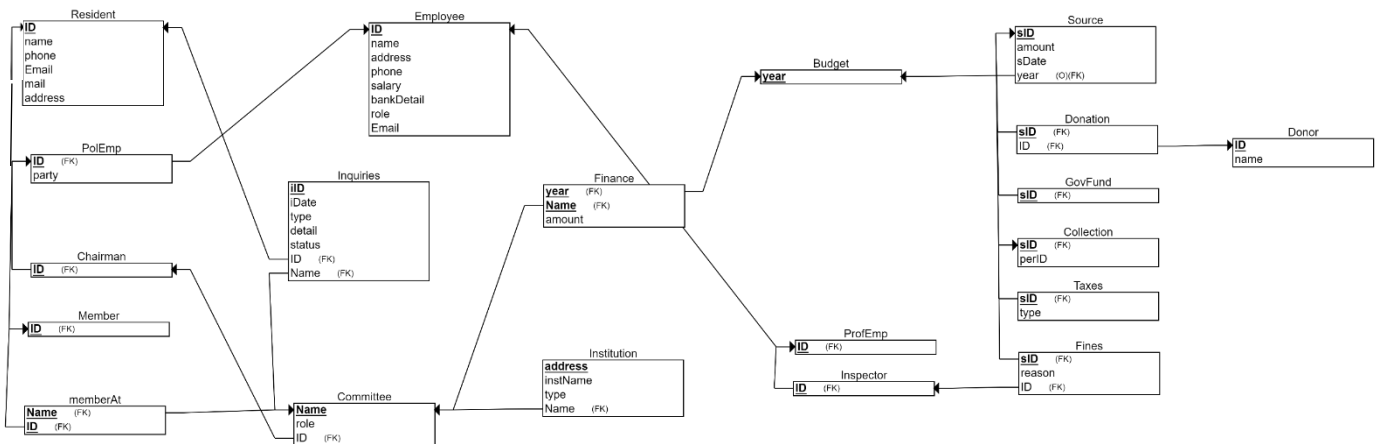 Resident
ID
name
phone
Email
mail
address
Employee
ID
name
address
phone
salary
bankDetail
role
Email
Source
sID
amount
sDate
year (O)(FK)
Budget
year
Donation
sID (FK)
ID (FK)
Donor
ID
name
PolEmp
ID (FK)
party
Inquiries
iID
iDate
type
detail
status
ID (FK)
Name (FK)
Finance
year (FK)
Name (FK)
amount
GovFund
sID (FK)
Collection
sID (FK)
perID
Chairman
ID (FK)
Taxes
sID (FK)
type
Member
ID (FK)
ProfEmp
ID (FK)
Fines
sID (FK)
reason
ID (FK)
Institution
address
instName
type
Name (FK)
Inspector
ID (FK)
memberAt
Name (FK)
ID (FK)
Committee
Name
role
ID (FK)